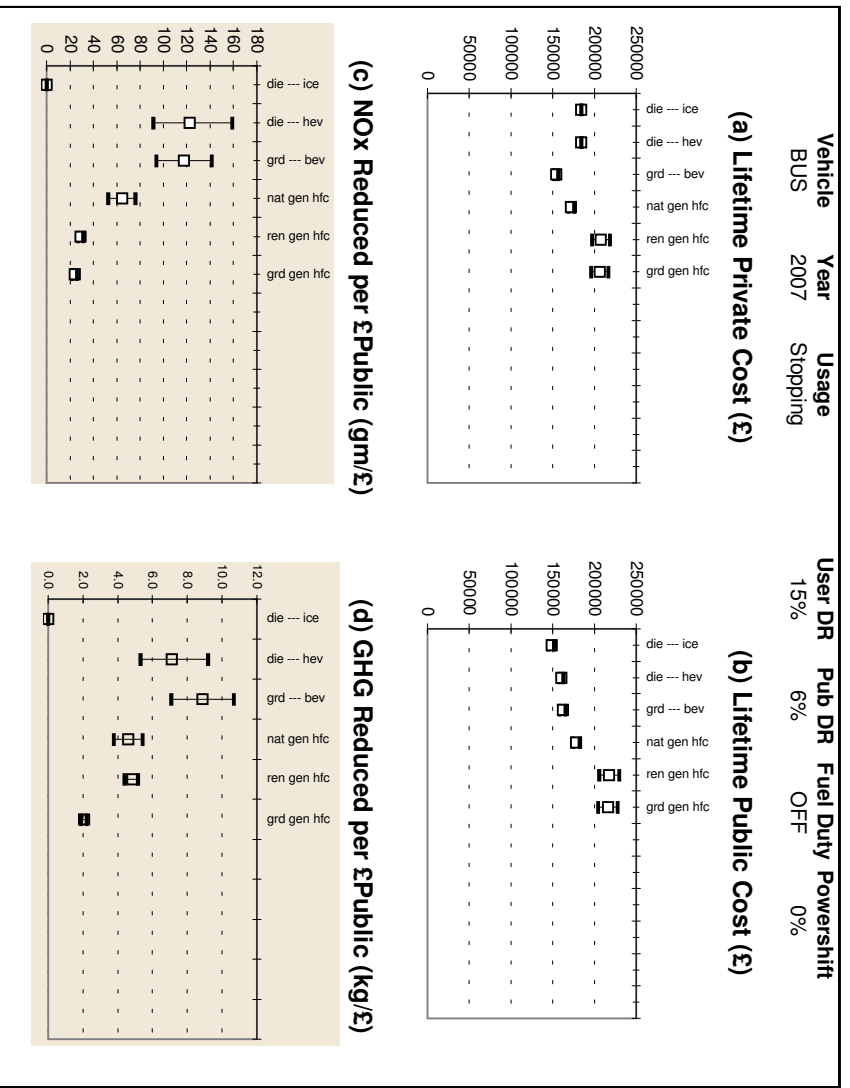 Vehicle Year Usage User DR Pub DR Fuel Duty Powershift
BUS 2007 Stopping 15% 6% OFF 0%
(a) Lifetime Private Cost (£)
250000
200000
150000
100000
50000
0
die --- ice
die --- hev
grd --- bev
nat gen hfc
ren gen hfc
grd gen hfc
(b) Lifetime Public Cost (£)
250000
200000
150000
100000
50000
0
die --- ice
die --- hev
grd --- bev
nat gen hfc
ren gen hfc
grd gen hfc
(c) NOx Reduced per £Public (gm/£)
180
160
140
120
100
80
60
40
20
0
die --- ice
die --- hev
grd --- bev
nat gen hfc
ren gen hfc
grd gen hfc
(d) GHG Reduced per £Public (kg/£)
12.0
10.0
8.0
6.0
4.0
2.0
0.0
die --- ice
die --- hev
grd --- bev
nat gen hfc
ren gen hfc
grd gen hfc